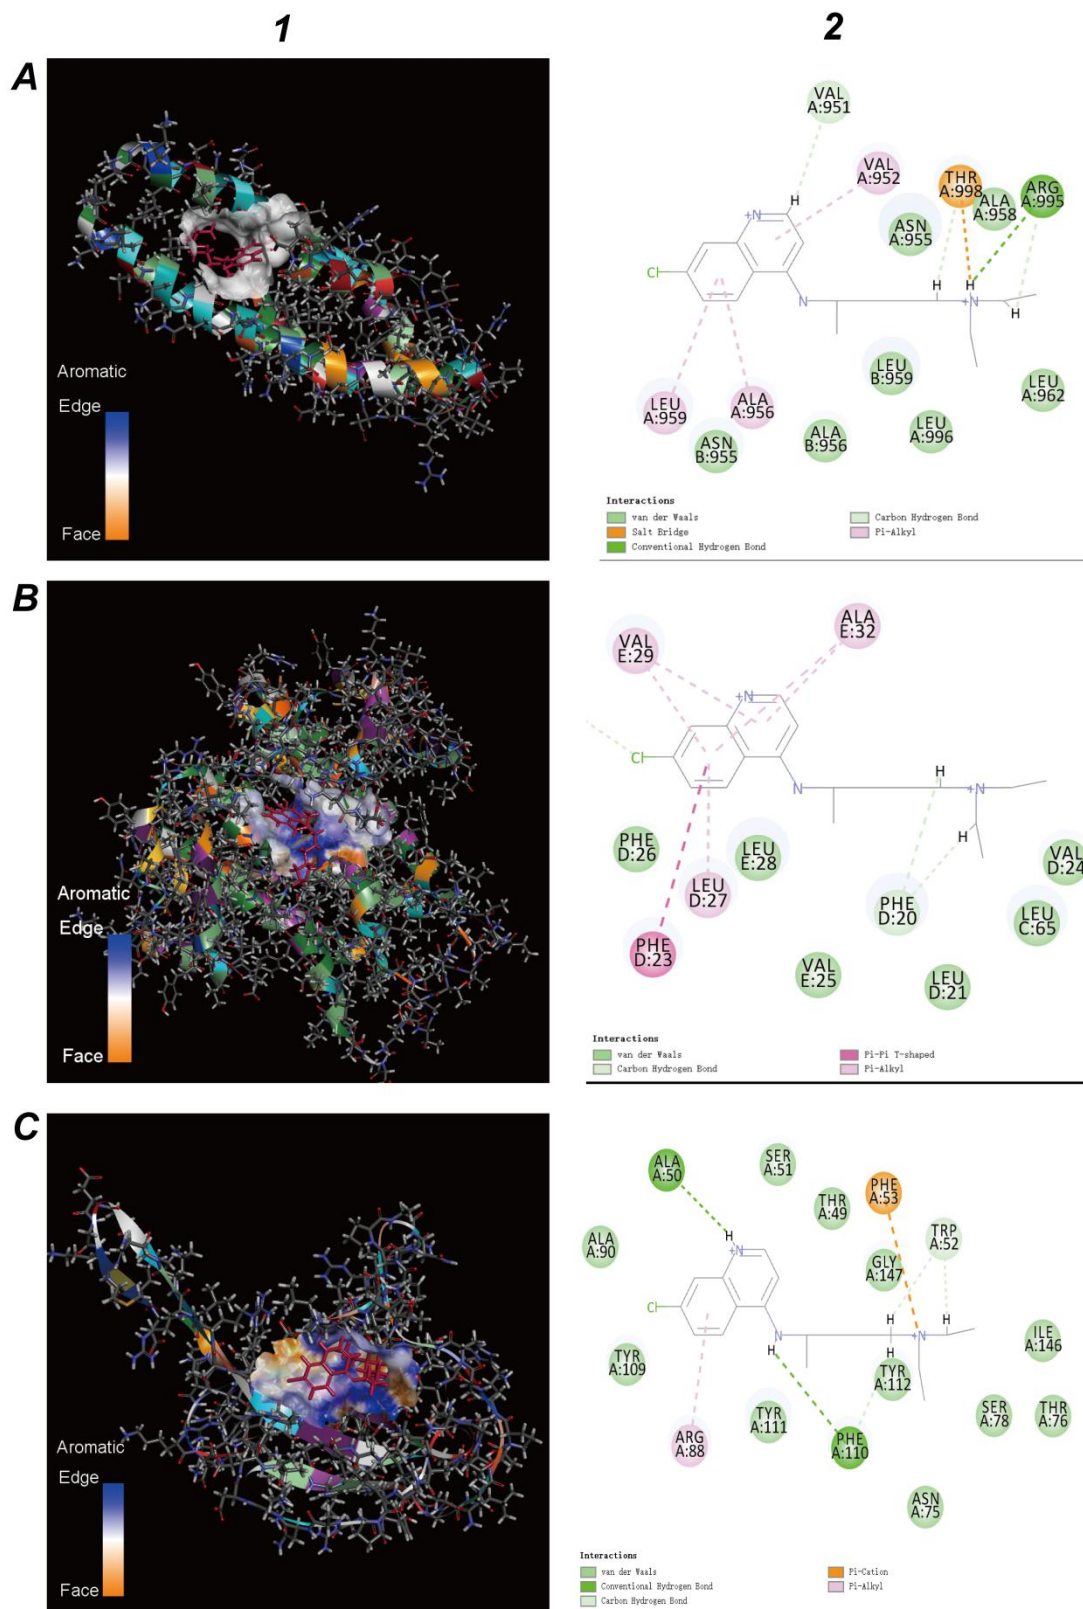 1
2
A
Aromatic
Edge
Face
VAL
A:951
VAL
A:952
THR
A:998
ARG
A:995
ALA
A:958
ASN
A:955
H
+N
Cl
H
H
N
+N
H
LEU
B:959
LEU
A:962
LEU
A:959
ALA
A:956
ASN
B:955
ALA
B:956
LEU
A:996
Interactions
van der Waals
Salt Bridge
Conventional Hydrogen Bond
Carbon Hydrogen Bond
Pi-Alkyl
B
Aromatic
Edge
Face
VAL
E:29
ALA
E:32
+N
Cl
H
N
+N
H
PHE
D:26
LEU
E:28
VAL
D:24
LEU
D:27
PHE
D:20
LEU
C:65
PHE
D:23
VAL
E:25
LEU
D:21
Interactions
van der Waals
Carbon Hydrogen Bond
Pi-Pi T-shaped
Pi-Alkyl
C
Aromatic
Edge
Face
ALA
A:50
SER
A:51
PHE
A:53
THR
A:49
TRP
A:52
ALA
A:90
H
+N
GLY
A:147
Cl
H
H
N
H
+N
H
ILE
A:146
TYR
A:109
TYR
A:112
SER
A:78
THR
A:76
TYR
A:111
ARG
A:88
PHE
A:110
ASN
A:75
Interactions
van der Waals
Conventional Hydrogen Bond
Carbon Hydrogen Bond
Pi-Cation
Pi-Alkyl